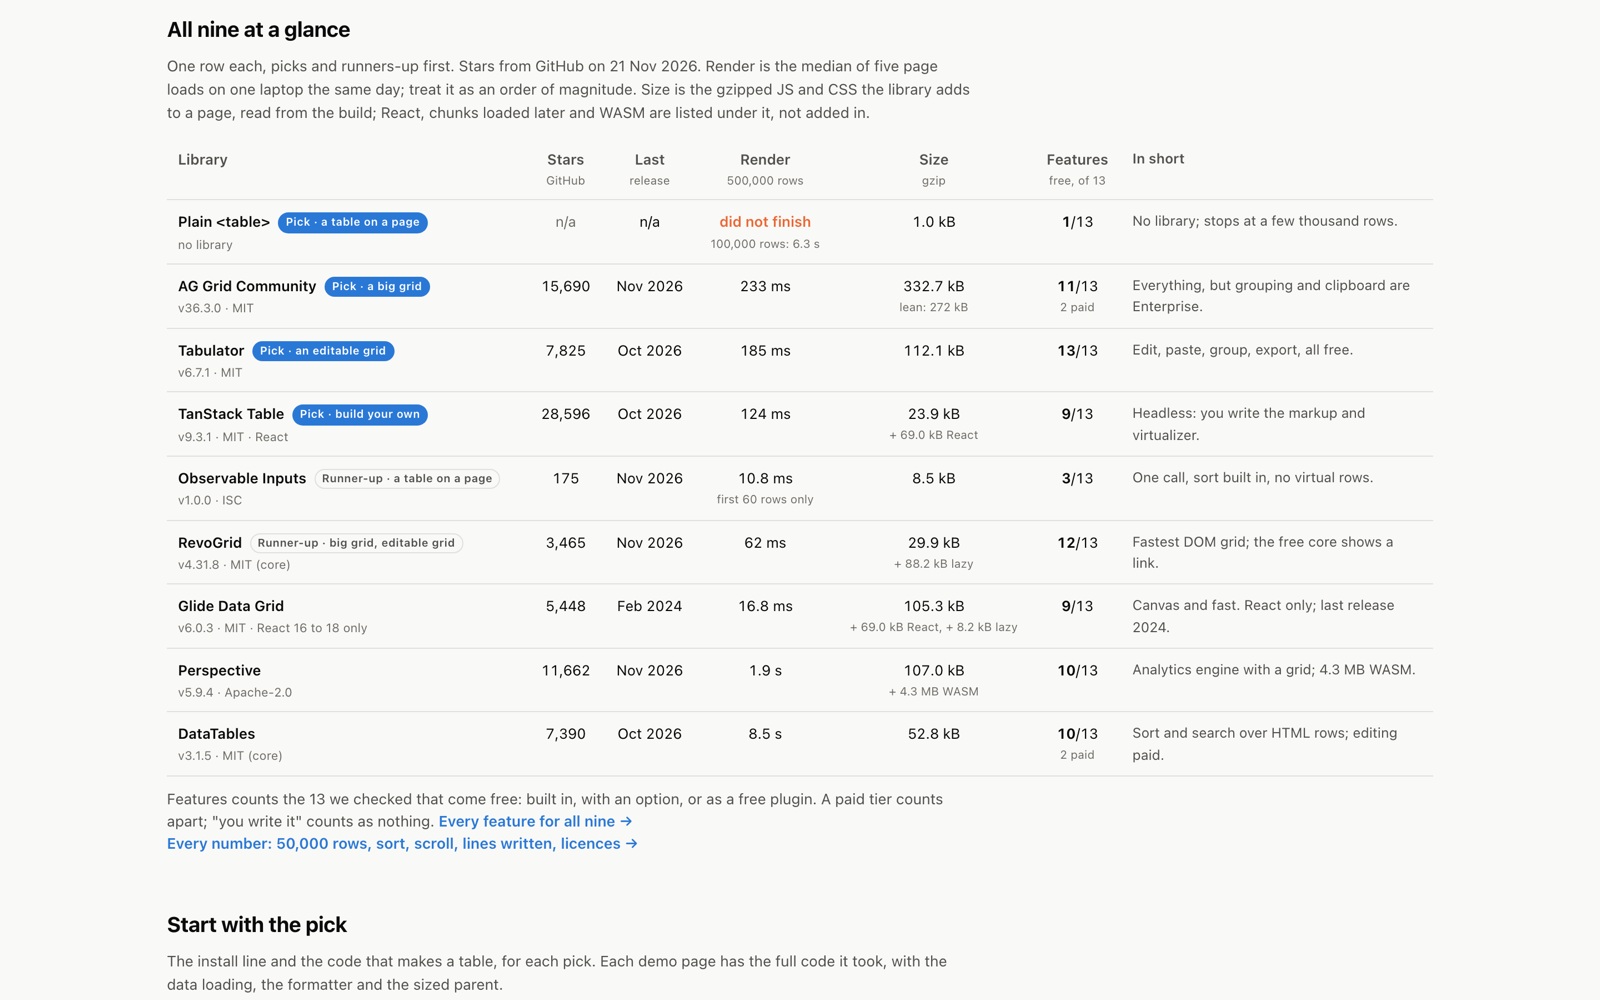 All nine at a glance
One row each, picks and runners-up first. Stars from GitHub on 21 Nov 2026. Render is the median of five page
loads on one laptop the same day; treat it as an order of magnitude. Size is the gzipped JS and CSS the library adds
to a page, read from the build; React, chunks loaded later and WASM are listed under it, not added in.
Library Stars Last Render Size Features In short
GitHub release 500,000 rows gzip free, of 13
Plain <table> Pick · a table on a page n/a n/a did not finish 1.0 kB 1/13 No library; stops at a few thousand rows.
no library 100,000 rows: 6.3 s
AG Grid Community Pick · a big grid 15,690 Nov 2026 233 ms 332.7 kB 11/13 Everything, but grouping and clipboard are
v36.3.0 · MIT lean: 272 kB 2 paid Enterprise.
Tabulator Pick · an editable grid 7,825 Oct 2026 185 ms 112.1 kB 13/13 Edit, paste, group, export, all free.
v6.7.1 · MIT
TanStack Table Pick · build your own 28,596 Oct 2026 124 ms 23.9 kB 9/13 Headless: you write the markup and
v9.3.1 · MIT · React + 69.0 kB React virtualizer.
Observable Inputs Runner-up · a table on a page 175 Nov 2026 10.8 ms 8.5 kB 3/13 One call, sort built in, no virtual rows.
v1.0.0 · ISC first 60 rows only
RevoGrid Runner-up · big grid, editable grid 3,465 Nov 2026 62 ms 29.9 kB 12/13 Fastest DOM grid; the free core shows a
v4.31.8 · MIT (core) + 88.2 kB lazy link.
Glide Data Grid 5,448 Feb 2024 16.8 ms 105.3 kB 9/13 Canvas and fast. React only; last release
v6.0.3 · MIT · React 16 to 18 only + 69.0 kB React, + 8.2 kB lazy 2024.
Perspective 11,662 Nov 2026 1.9 s 107.0 kB 10/13 Analytics engine with a grid; 4.3 MB WASM.
v5.9.4 · Apache-2.0 + 4.3 MB WASM
DataTables 7,390 Oct 2026 8.5 s 52.8 kB 10/13 Sort and search over HTML rows; editing
v3.1.5 · MIT (core) 2 paid paid.
Features counts the 13 we checked that come free: built in, with an option, or as a free plugin. A paid tier counts
apart; "you write it" counts as nothing. Every feature for all nine →
Every number: 50,000 rows, sort, scroll, lines written, licences →
Start with the pick
The install line and the code that makes a table, for each pick. Each demo page has the full code it took, with the
data loading, the formatter and the sized parent.